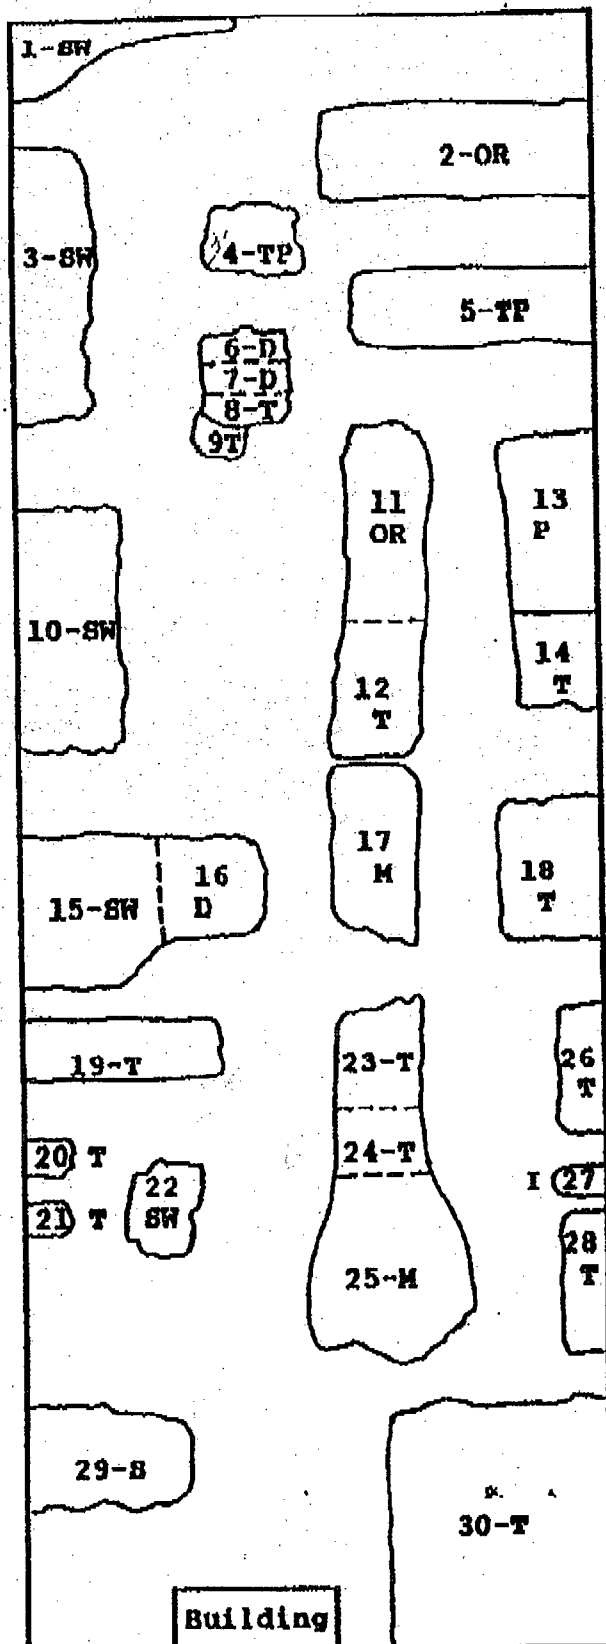 1-SW
2-OR
3-SW
4-TP
5-TP
6-D
7-D
8-T
9T
11
OR
13
P
10-SW
14
T
12
T
17
M
16
D
18
T
15-SW
19-T
23-T
26
T
20 T
24-T
22
SW
I 27
21 T
28
T
25-M
29-S
30-T
Building